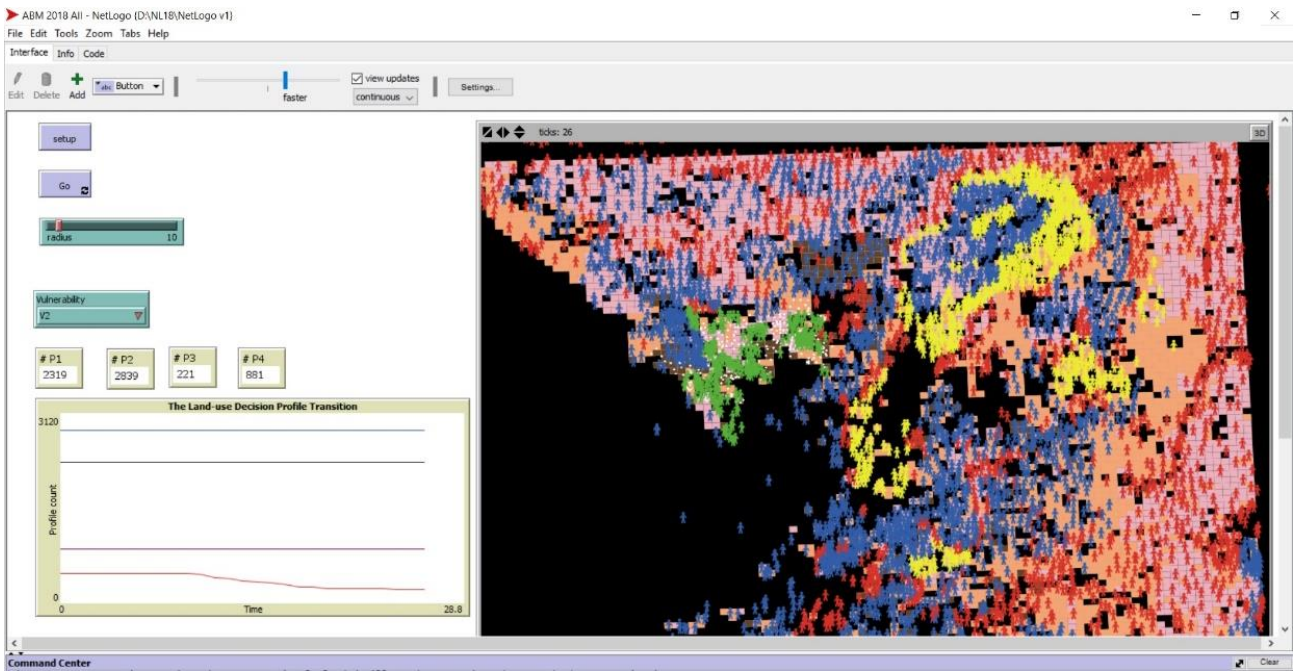 ABM 2018 All - NetLogo {D:\NL18\NetLogo v1}
File Edit Tools Zoom Tabs Help
Interface Info Code
Edit Delete Add
abc Button
faster
view updates
continuous
Settings...
setup
Go
radius 10
Vulnerability
V2
# P1
2319
# P2
2839
# P3
221
# P4
881
The Land-use Decision Profile Transition
3120
Profile count
0
0 Time 28.8
ticks: 26
3D
Command Center
Clear